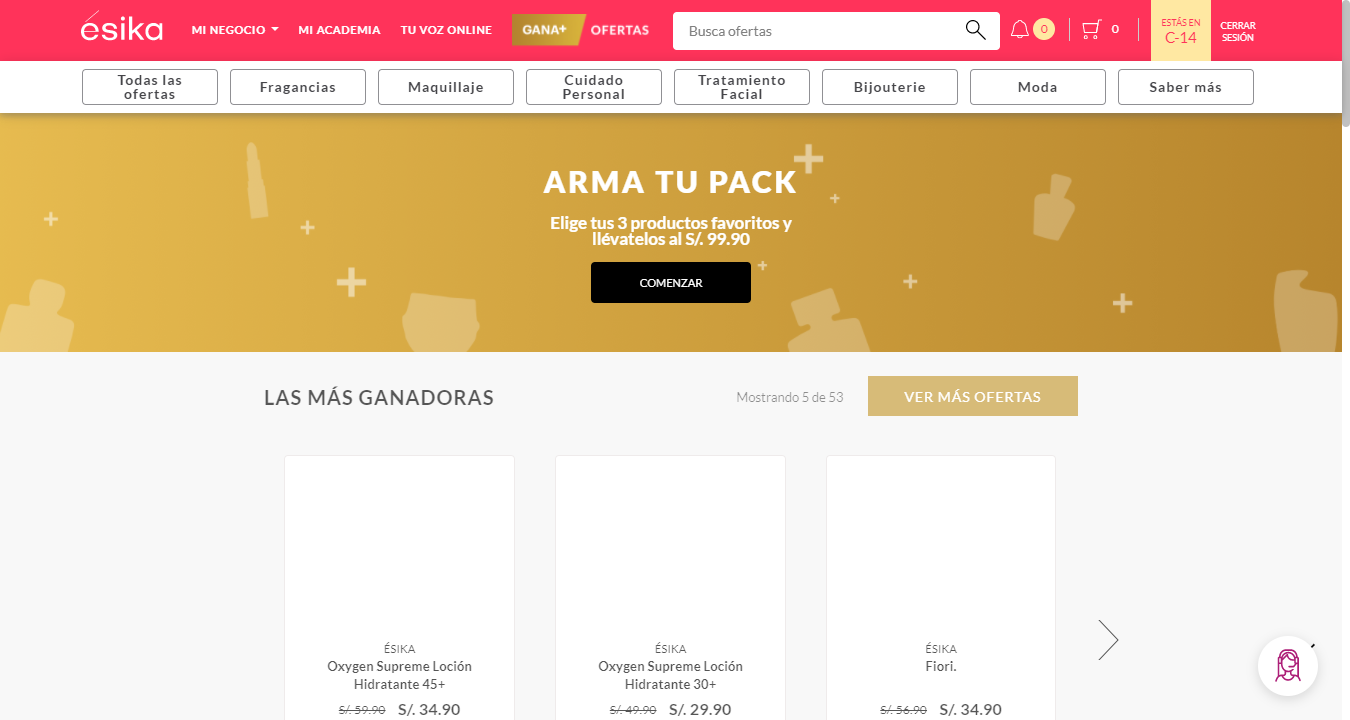 ésika
MI NEGOCIO
MI ACADEMIA
TU VOZ ONLINE
GANA+ OFERTAS
Busca ofertas
0
0
ESTÁS EN
C-14
CERRAR
SESIÓN
Todas las
ofertas
Fragancias
Maquillaje
Cuidado
Personal
Tratamiento
Facial
Bijouterie
Moda
Saber más
ARMA TU PACK
Elige tus 3 productos favoritos y
llévatelos al S/. 99.90
COMENZAR
LAS MÁS GANADORAS
Mostrando 5 de 53
VER MÁS OFERTAS
ÉSIKA
Oxygen Supreme Loción
Hidratante 45+
S/. 59.90 S/. 34.90
ÉSIKA
Oxygen Supreme Loción
Hidratante 30+
S/. 49.90 S/. 29.90
ÉSIKA
Fiori.
S/. 56.90 S/. 34.90